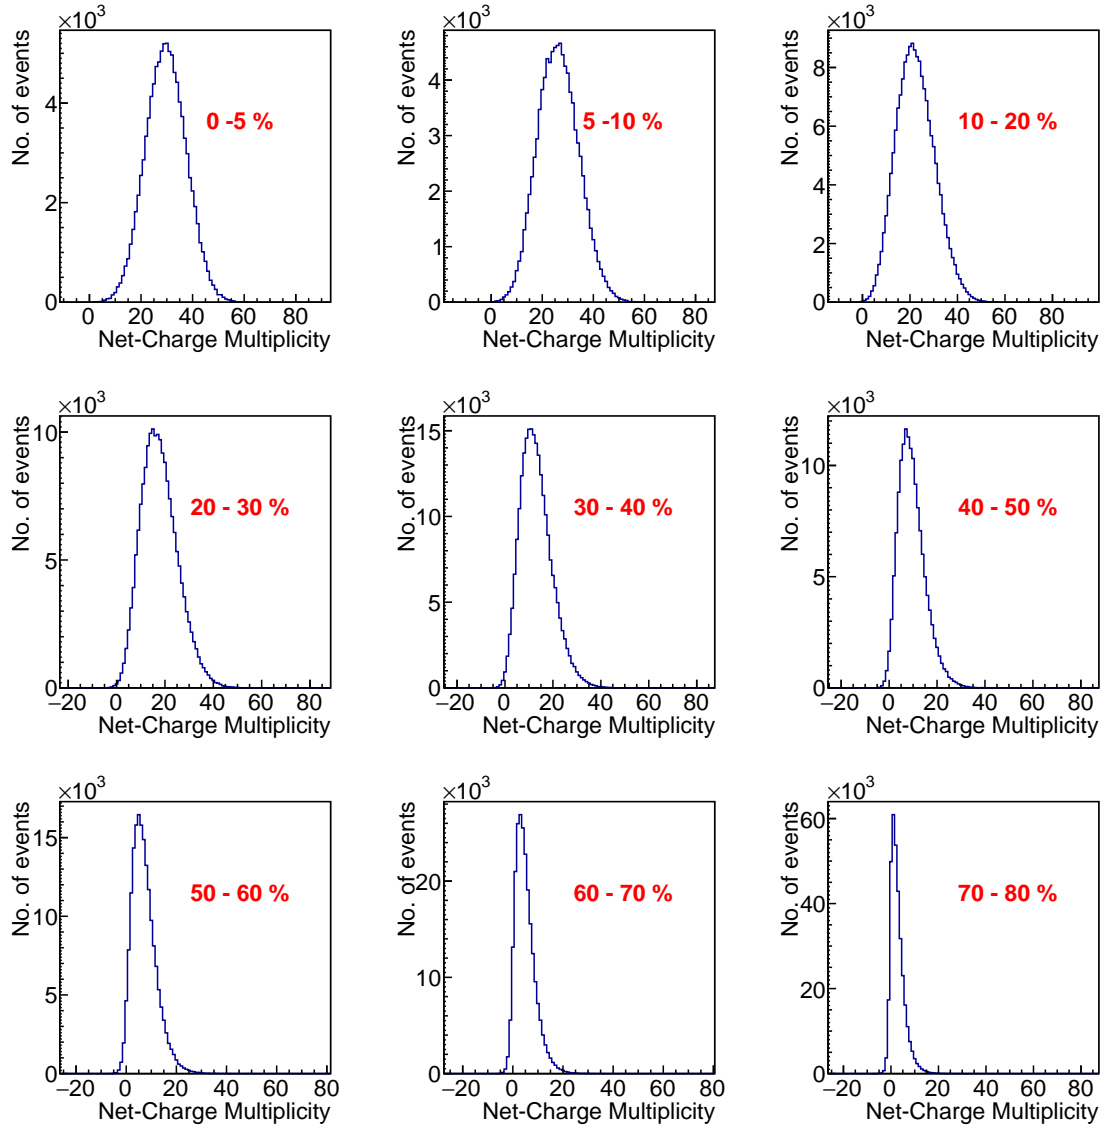 ×10³
No. of events
4
2
0
0 -5 %
0 20 40 60 80
Net-Charge Multiplicity
×10³
No. of events
4
3
2
1
0
5 -10 %
0 20 40 60 80
Net-Charge Multiplicity
×10³
No. of events
8
6
4
2
0
10 - 20 %
0 20 40 60 80
Net-Charge Multiplicity
×10³
No. of events
10
5
0
20 - 30 %
−20 0 20 40 60 80
Net-Charge Multiplicity
×10³
No. of events
15
10
5
0
30 - 40 %
−20 0 20 40 60 80
Net-Charge Multiplicity
×10³
No. of events
10
5
0
40 - 50 %
−20 0 20 40 60 80
Net-Charge Multiplicity
×10³
No. of events
15
10
5
0
50 - 60 %
−20 0 20 40 60 80
Net-Charge Multiplicity
×10³
No. of events
20
10
0
60 - 70 %
−20 0 20 40 60 80
Net-Charge Multiplicity
×10³
No. of events
60
40
20
0
70 - 80 %
−20 0 20 40 60 80
Net-Charge Multiplicity